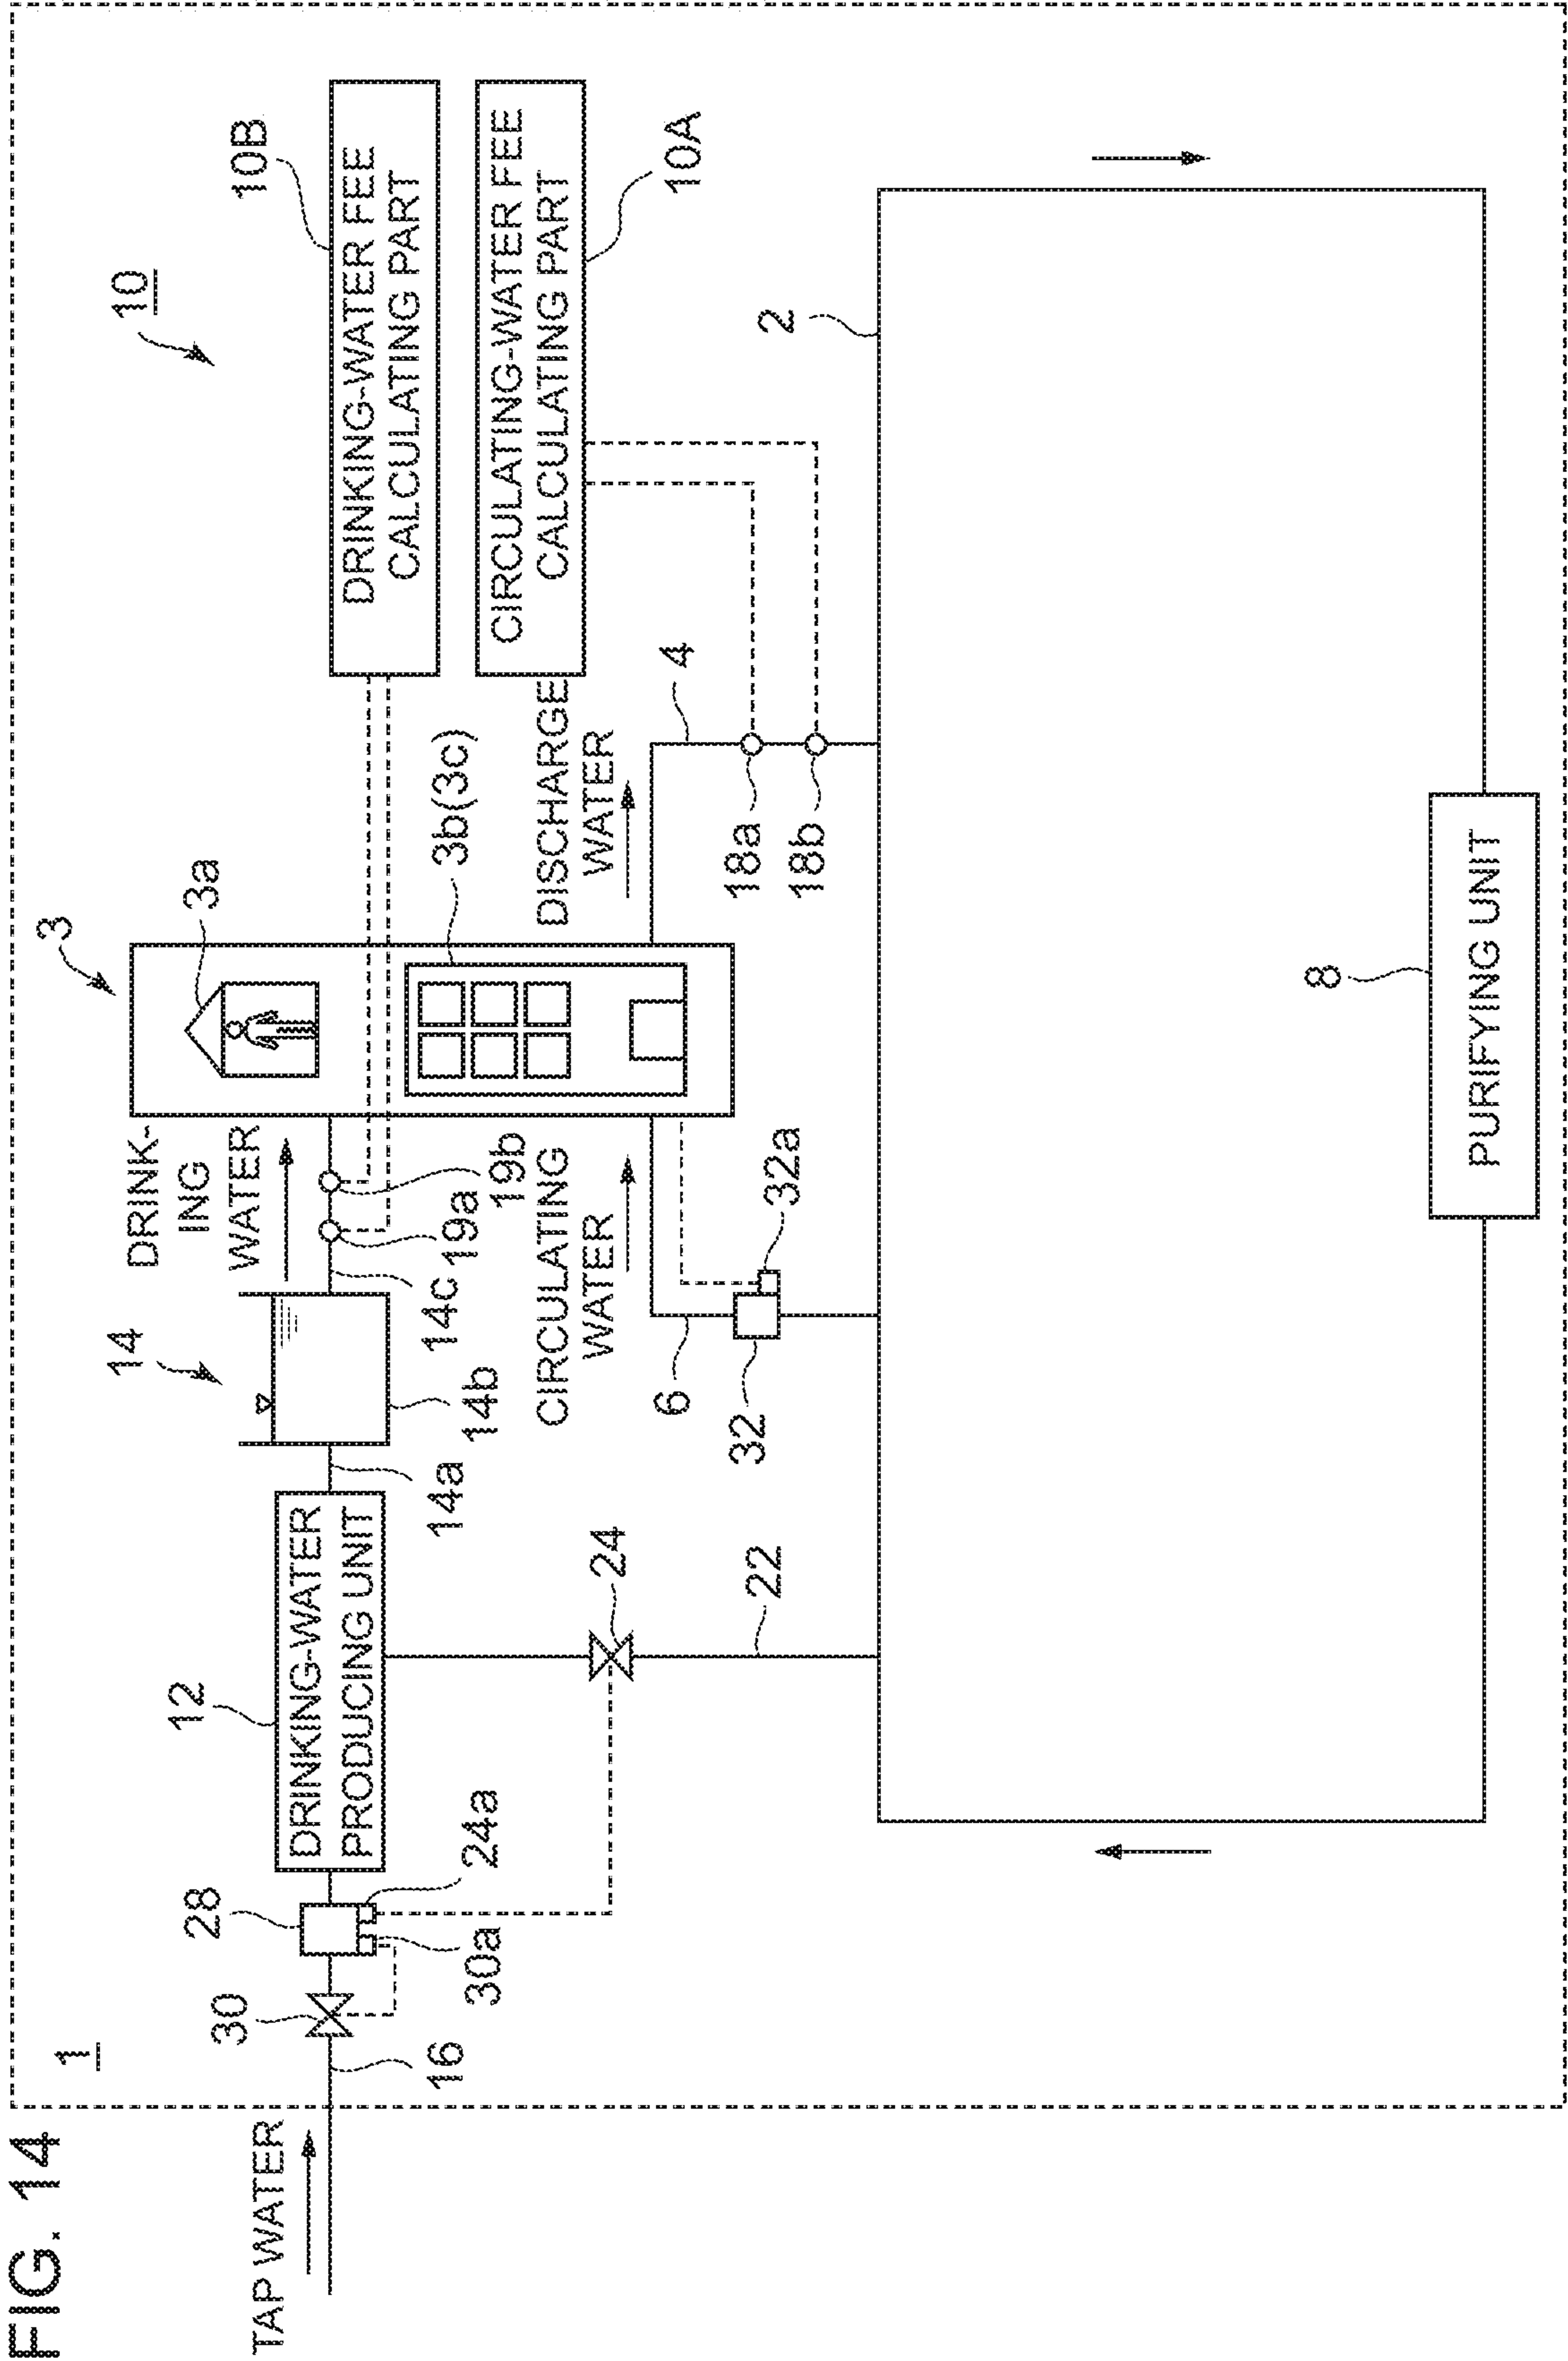 FIG. 14
1
TAP WATER
16
30
30a
28
24a
12
DRINKING-WATER
PRODUCING UNIT
24
22
14
14a
14b
14c
DRINK-
ING
WATER
19a
19b
3
3a
3b(3c)
CIRCULATING
WATER
6
32
32a
DISCHARGE
WATER
4
18a
18b
10
10B
DRINKING-WATER FEE
CALCULATING PART
CIRCULATING-WATER FEE
CALCULATING PART
10A
2
8
PURIFYING UNIT